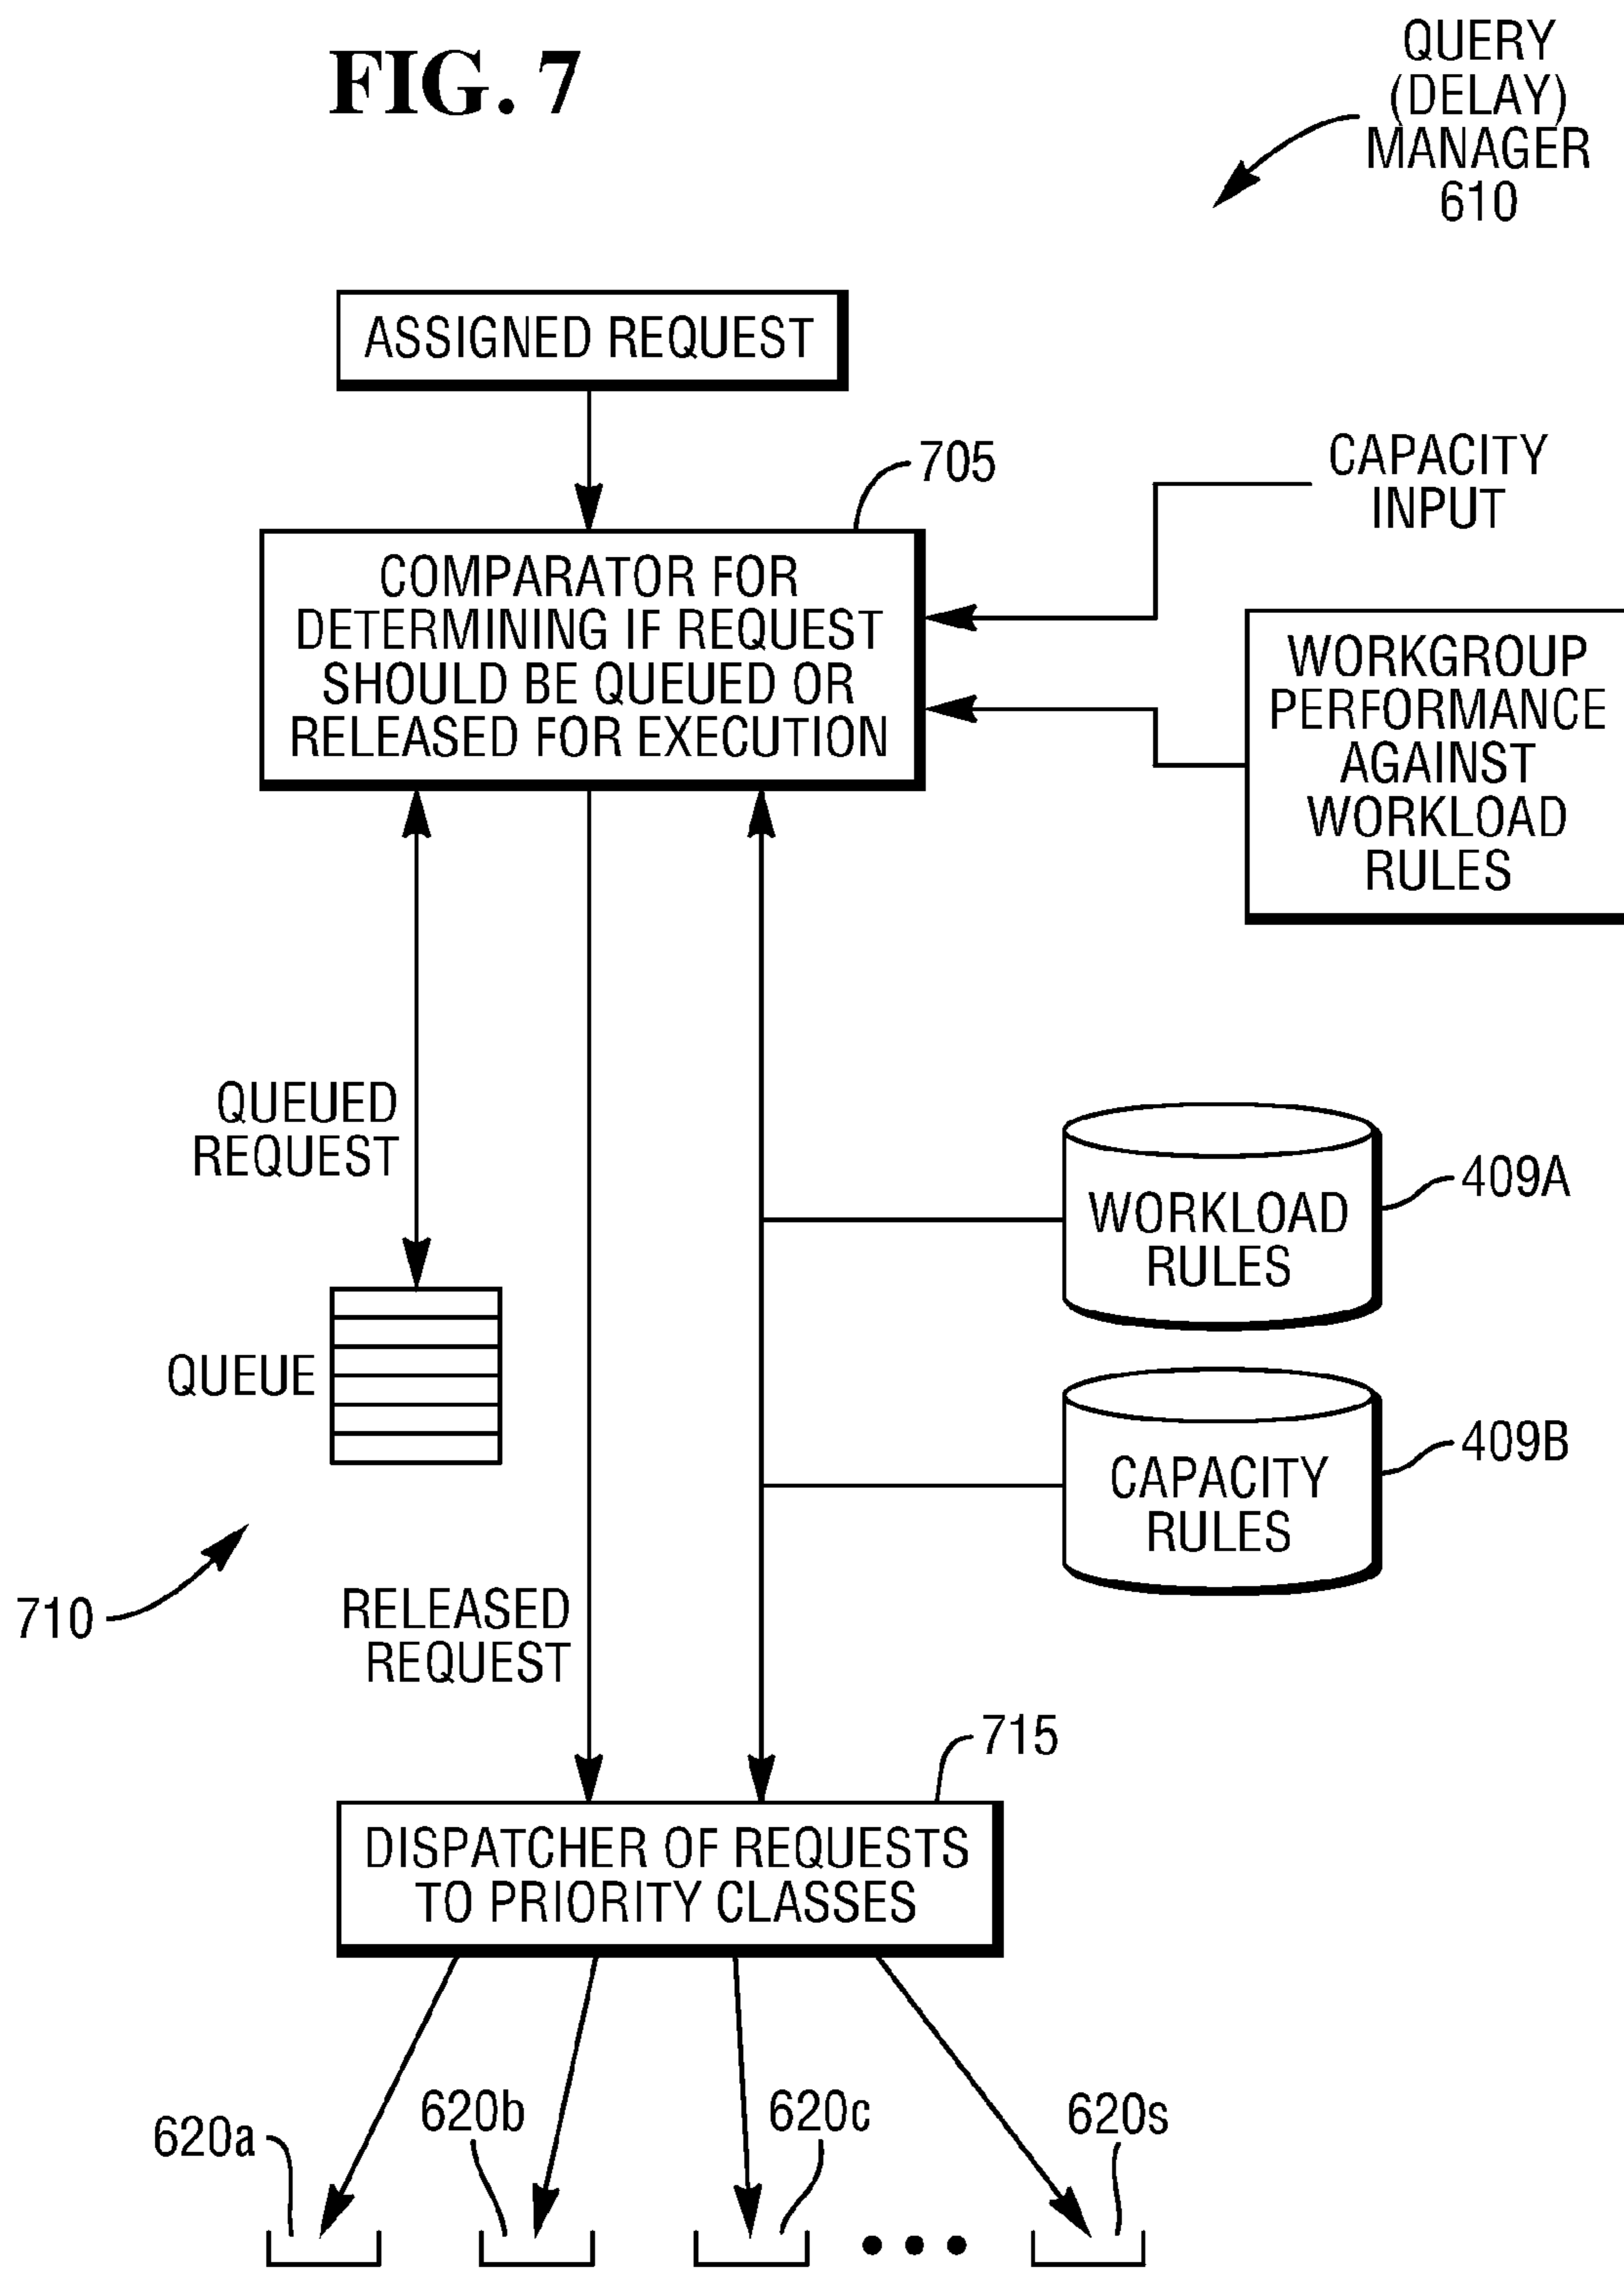 FIG. 7
QUERY
(DELAY)
MANAGER
610
ASSIGNED REQUEST
705
CAPACITY
INPUT
COMPARATOR FOR
DETERMINING IF REQUEST
SHOULD BE QUEUED OR
RELEASED FOR EXECUTION
WORKGROUP
PERFORMANCE
AGAINST
WORKLOAD
RULES
QUEUED
REQUEST
WORKLOAD
RULES
409A
QUEUE
CAPACITY
RULES
409B
710
RELEASED
REQUEST
715
DISPATCHER OF REQUESTS
TO PRIORITY CLASSES
620a
620b
620c
620s